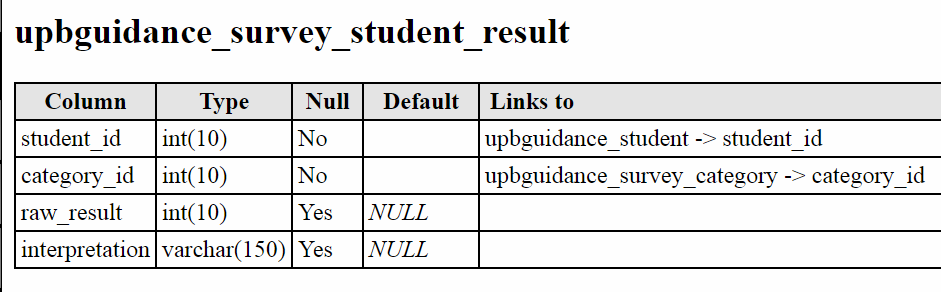 upbguidance_survey_student_result
Column Type Null Default Links to
student_id int(10) No upbguidance_student -> student_id
category_id int(10) No upbguidance_survey_category -> category_id
raw_result int(10) Yes NULL
interpretation varchar(150) Yes NULL